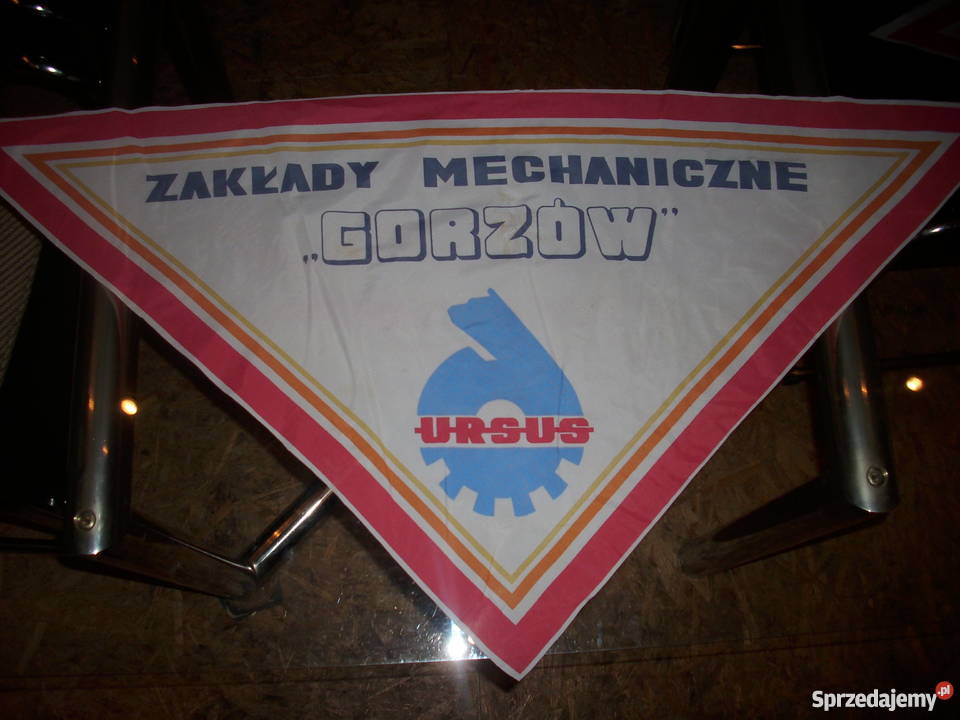 ZAKŁADY MECHANICZNE
„GORZÓW”
URSUS
Sprzedajemy.pl